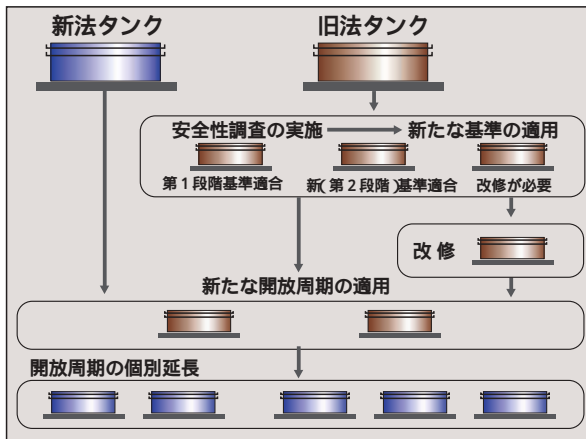 新法タンク
旧法タンク
安全性調査の実施
新たな基準の適用
第1段階基準適合
新(第2段階)基準適合
改修が必要
改 修
新たな開放周期の適用
開放周期の個別延長